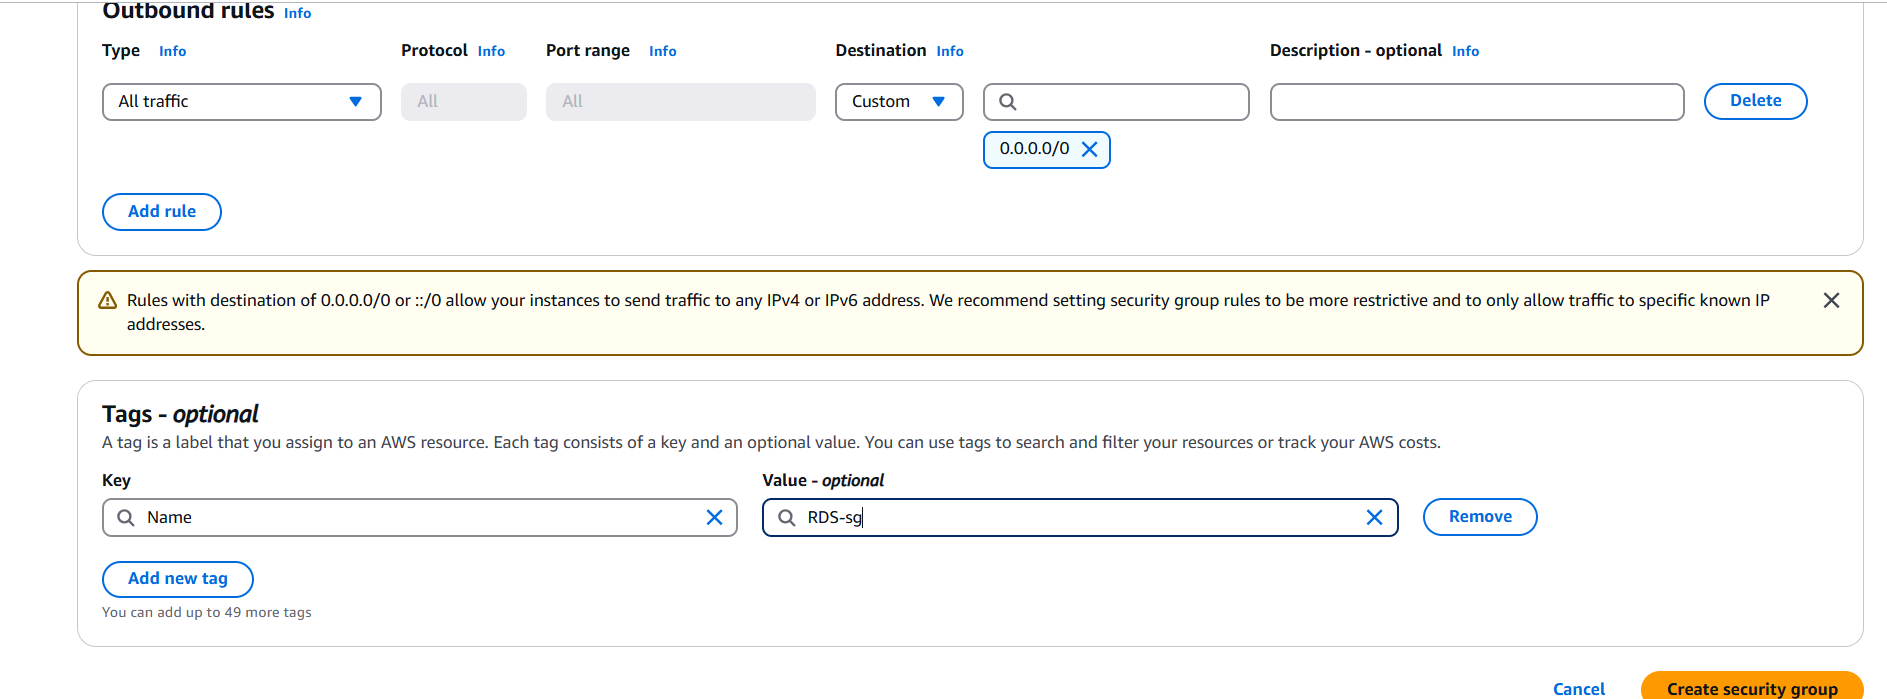 Outbound rules Info
Type Info Protocol Info Port range Info Destination Info Description - optional Info
All traffic All All Custom Delete
0.0.0.0/0
Add rule
Rules with destination of 0.0.0.0/0 or ::/0 allow your instances to send traffic to any IPv4 or IPv6 address. We recommend setting security group rules to be more restrictive and to only allow traffic to specific known IP
addresses.
Tags - optional
A tag is a label that you assign to an AWS resource. Each tag consists of a key and an optional value. You can use tags to search and filter your resources or track your AWS costs.
Key Value - optional
Name RDS-sg Remove
Add new tag
You can add up to 49 more tags
Cancel Create security group